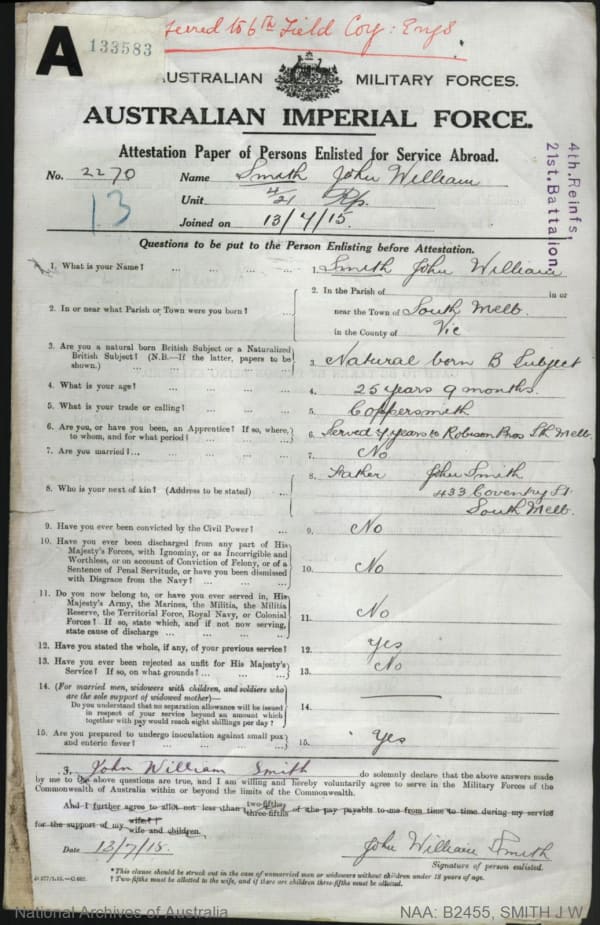 erred to 6th Field Coy: Engs
A
133583
AUSTRALIAN MILITARY FORCES.
AUSTRALIAN IMPERIAL FORCE.
Attestation Paper of Persons Enlisted for Service Abroad.
No. 2270 Name Smith John William
13
Unit 4/21 Rfs.
Joined on 13/7/15.
4th. Reinfs,
21st. Battalion
Questions to be put to the Person Enlisting before Attestation.
1. What is your Name? ... ... ... ... 1. Smith John William
2. In or near what Parish or Town were you born? ... 2. In the Parish of in or
near the Town of South Melb.
in the County of Vic
3. Are you a natural born British Subject or a Naturalized British Subject? (N.B.—If the latter, papers to be shown.) 3. Natural born B Subject
4. What is your age? ... ... ... ... 4. 25 years 9 months.
5. What is your trade or calling? ... ... ... 5. Coppersmith
6. Are you, or have you been, an Apprentice? If so, where, to whom, and for what period? ... ... 6. Served 7 years to Robison Bros Sth Melb.
7. Are you married?... ... ... ... 7. No
8. Who is your next of kin? (Address to be stated) ... 8. Father John Smith
433 Coventry St
South Melb.
9. Have you ever been convicted by the Civil Power? ... 9. No
10. Have you ever been discharged from any part of His
Majesty's Forces, with Ignominy, or as Incorrigible and
Worthless, or on account of Conviction of Felony, or of a
Sentence of Penal Servitude, or have you been dismissed
with Disgrace from the Navy? ... ... ... 10. No
11. Do you now belong to, or have you ever served in, His
Majesty's Army, the Marines, the Militia, the Militia
Reserve, the Territorial Force, Royal Navy, or Colonial
Forces? If so, state which, and if not now serving,
state cause of discharge ... ... ... 11. No
12. Have you stated the whole, if any, of your previous service? 12. Yes
13. Have you ever been rejected as unfit for His Majesty's
Service? If so, on what grounds? ... ... 13. No
14. (For married men, widowers with children, and soldiers who
are the sole support of widowed mother)—
Do you understand that no separation allowance will be issued
in respect of your service beyond an amount which
together with pay would reach eight shillings per day? 14.
15. Are you prepared to undergo inoculation against small pox
and enteric fever? ... ... ... 15. Yes
I, John William Smith do solemnly declare that the above answers made
by me to the above questions are true, and I am willing and hereby voluntarily agree to serve in the Military Forces of the
Commonwealth of Australia within or beyond the limits of the Commonwealth.
And I further agree to allot not less than two-fifths three-fifths of the pay payable to me from time to time during my service
for the support of my wife† wife and children.
Date 13/7/15. John William Smith
Signature of person enlisted.
* This clause should be struck out in the case of unmarried men or widowers without children under 18 years of age.
† Two-fifths must be allotted to the wife, and if there are children three-fifths must be allotted.
National Archives of Australia NAA: B2455, SMITH J W